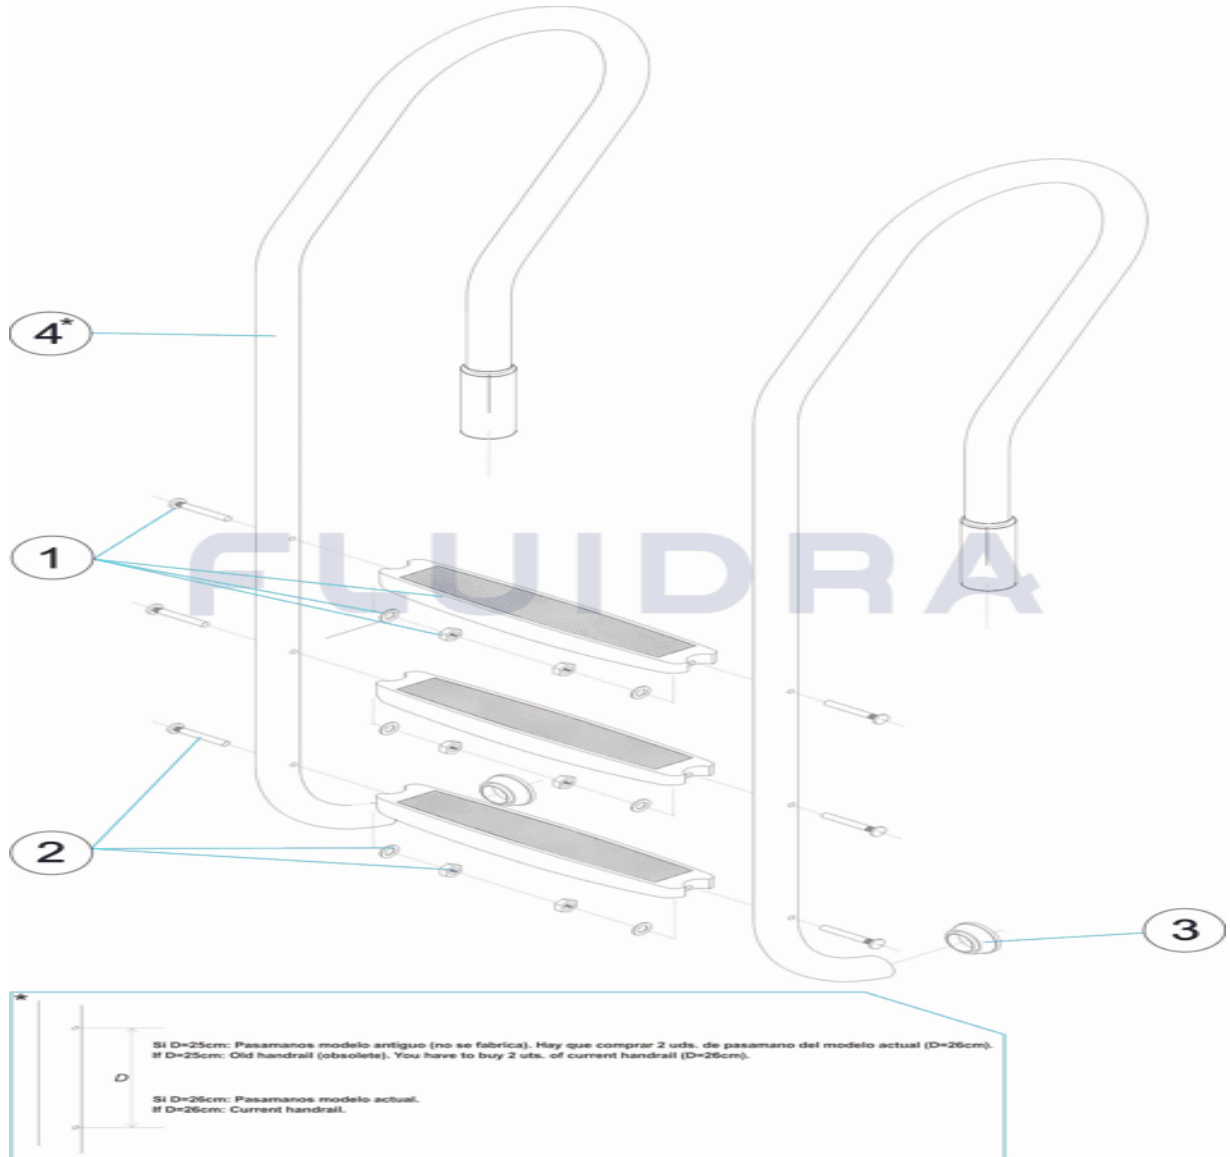 4*
1
FLUIDRA
2
3
*
Si D=25cm: Pasamanos modelo antiguo (no se fabrica). Hay que comprar 2 uds. de pasamano del modelo actual (D=26cm).
If D=25cm: Old handrail (obsolete). You have to buy 2 uts. of current handrail (D=26cm).
D
Si D=26cm: Pasamanos modelo actual.
If D=26cm: Current handrail.